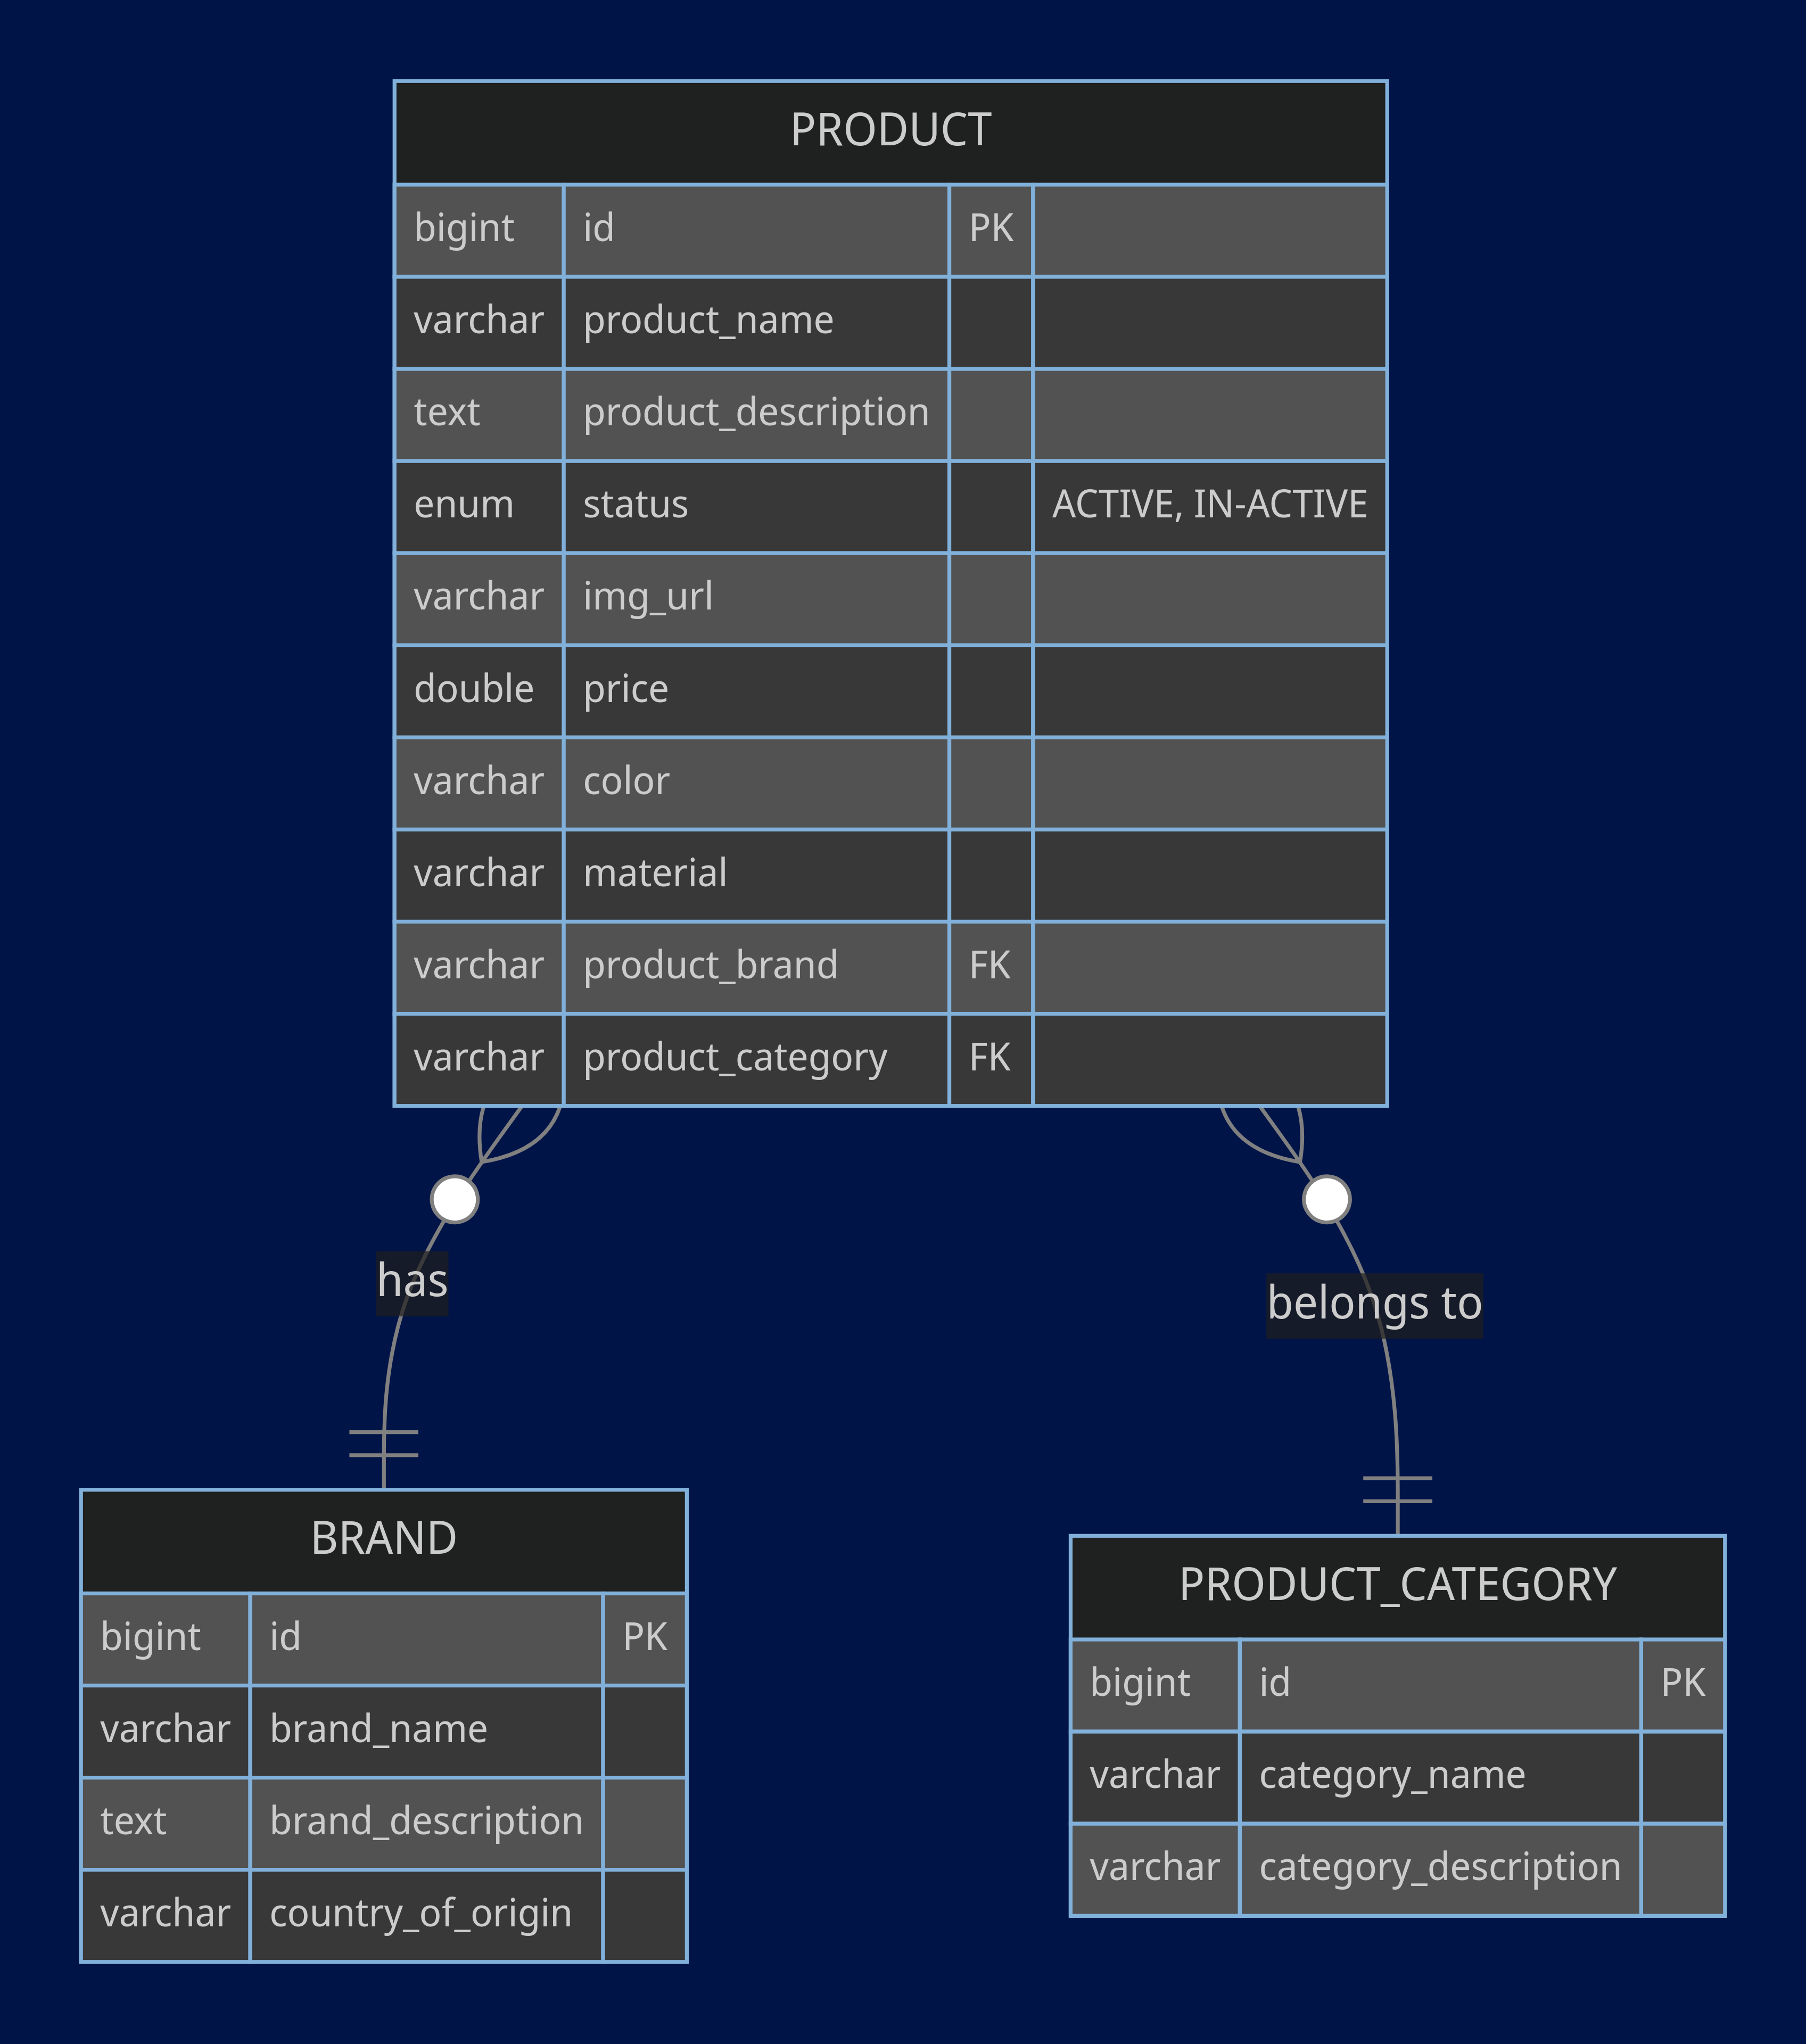 PRODUCT
bigint id PK
varchar product_name
text product_description
enum status ACTIVE, IN-ACTIVE
varchar img_url
double price
varchar color
varchar material
varchar product_brand FK
varchar product_category FK
has
belongs to
BRAND
bigint id PK
varchar brand_name
text brand_description
varchar country_of_origin
PRODUCT_CATEGORY
bigint id PK
varchar category_name
varchar category_description